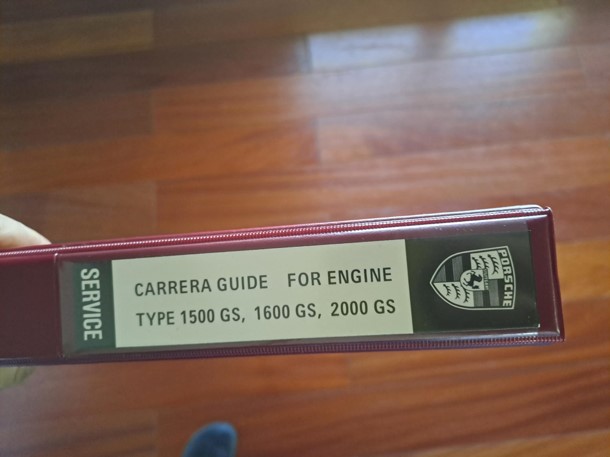 SERVICE
CARRERA GUIDE FOR ENGINE
TYPE 1500 GS, 1600 GS, 2000 GS
PORSCHE